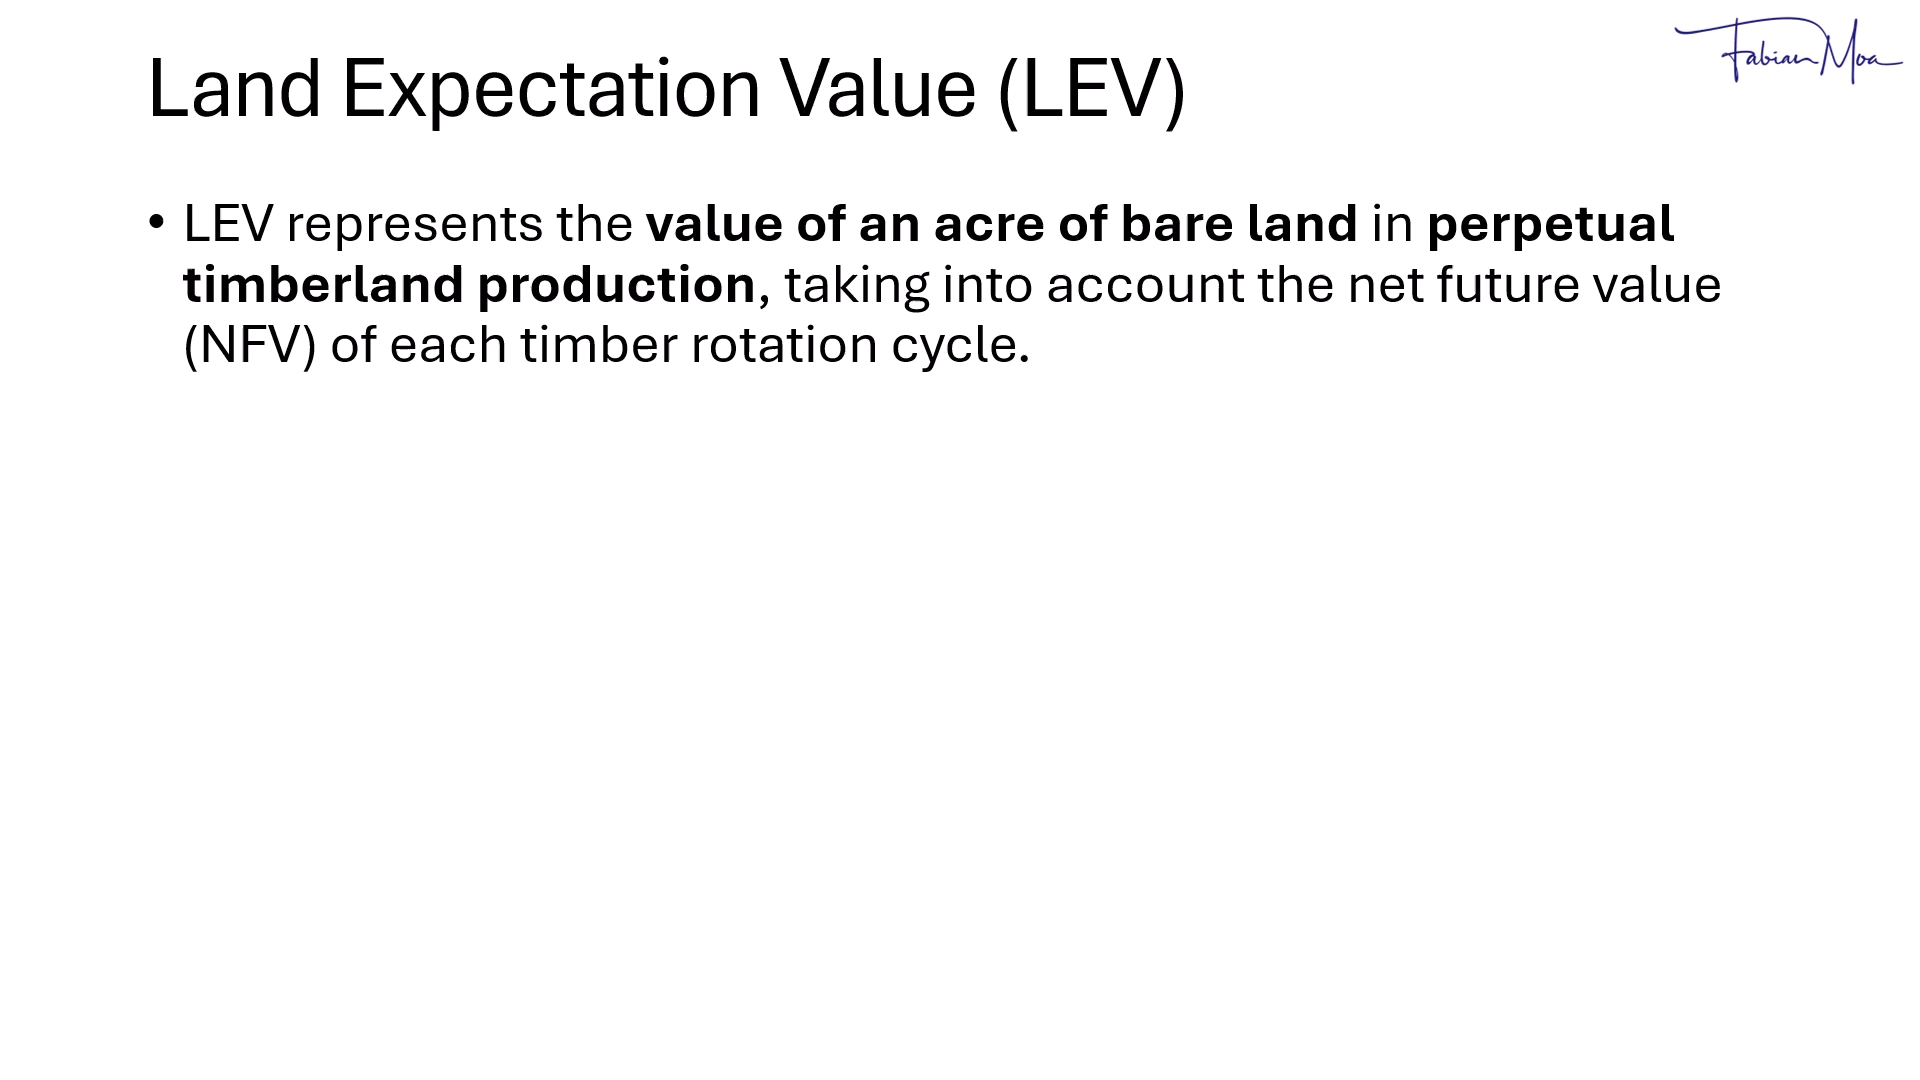 Fabian Moa
Land Expectation Value (LEV)
• LEV represents the value of an acre of bare land in perpetual
timberland production, taking into account the net future value
(NFV) of each timber rotation cycle.